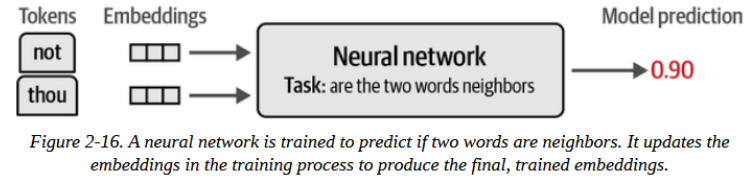 Tokens
Embeddings
Model prediction
not
thou
Neural network
Task: are the two words neighbors
0.90
Figure 2-16. A neural network is trained to predict if two words are neighbors. It updates the
embeddings in the training process to produce the final, trained embeddings.